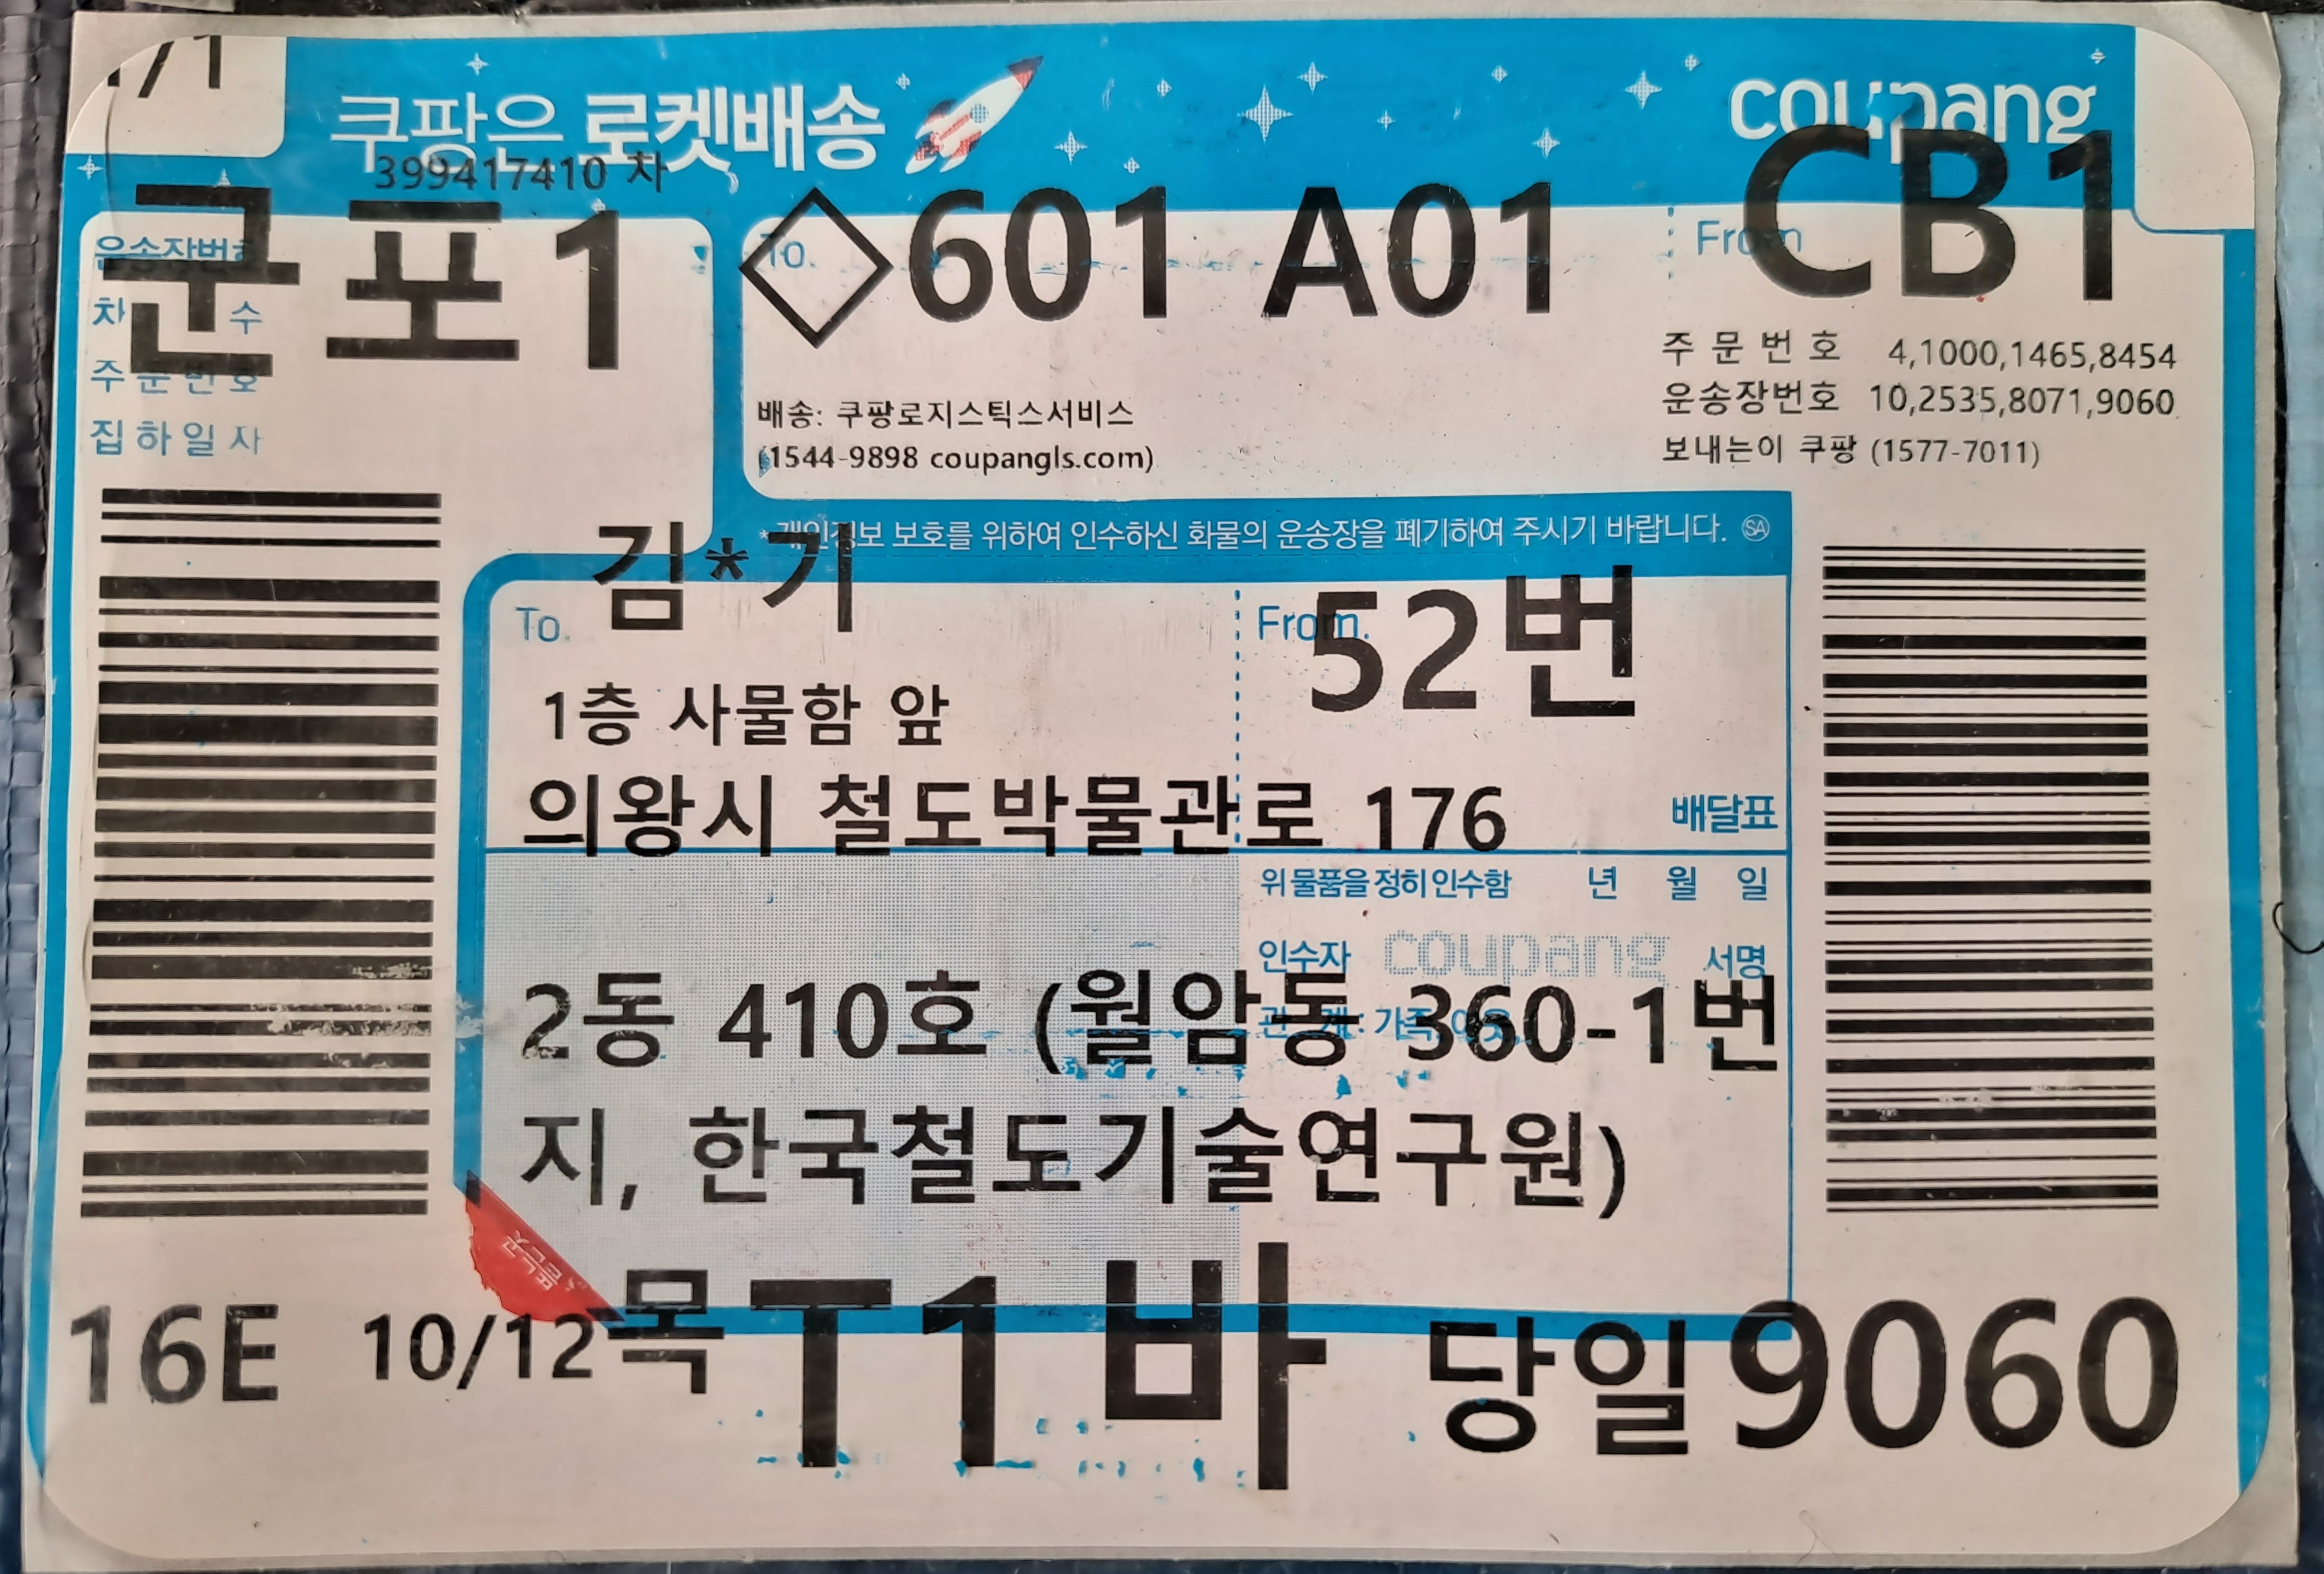 1/1
쿠팡은 로켓배송
coupang
399417410 차
군포1
◇601 A01
CB1
To.
From
운송장번호
차 수
주문번호
집하일자
주문번호 4,1000,1465,8454
운송장번호 10,2535,8071,9060
보내는이 쿠팡 (1577-7011)
배송: 쿠팡로지스틱스서비스
(1544-9898 coupangls.com)
*개인정보 보호를 위하여 인수하신 화물의 운송장을 폐기하여 주시기 바랍니다. SA
김*기
To.
From.
52번
1층 사물함 앞
의왕시 철도박물관로 176
배달표
위 물품을 정히 인수함 년 월 일
인수자 coupang 서명
관 계 : 가족,
2동 410호 (월암동 360-1번
지, 한국철도기술연구원)
16E 10/12목 T1 바 당일 9060